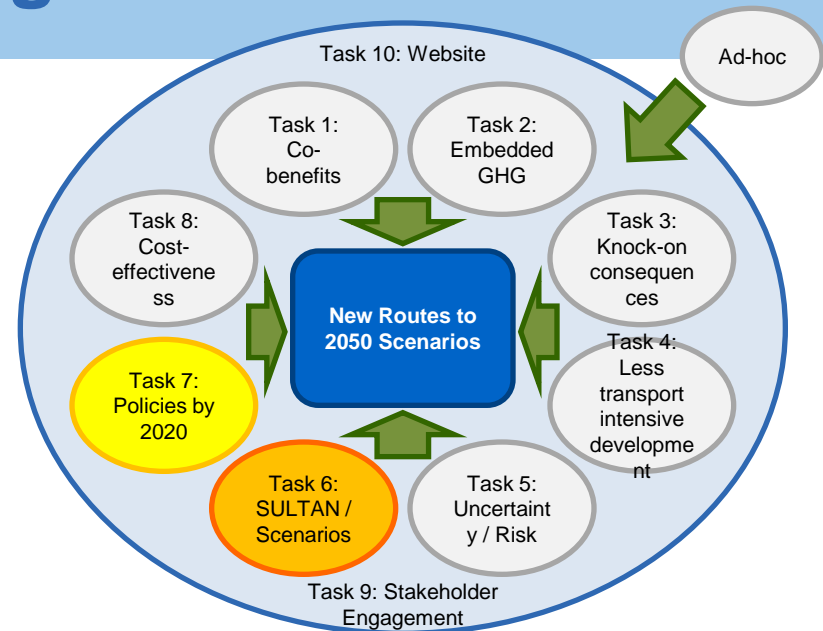 g
Task 10: Website
Ad-hoc
Task 1:
Co-
benefits
Task 2:
Embedded
GHG
Task 8:
Cost-
effectivene
ss
Task 3:
Knock-on
consequen
ces
New Routes to
2050 Scenarios
Task 7:
Policies by
2020
Task 4:
Less
transport
intensive
developme
nt
Task 6:
SULTAN /
Scenarios
Task 5:
Uncertaint
y / Risk
Task 9: Stakeholder
Engagement